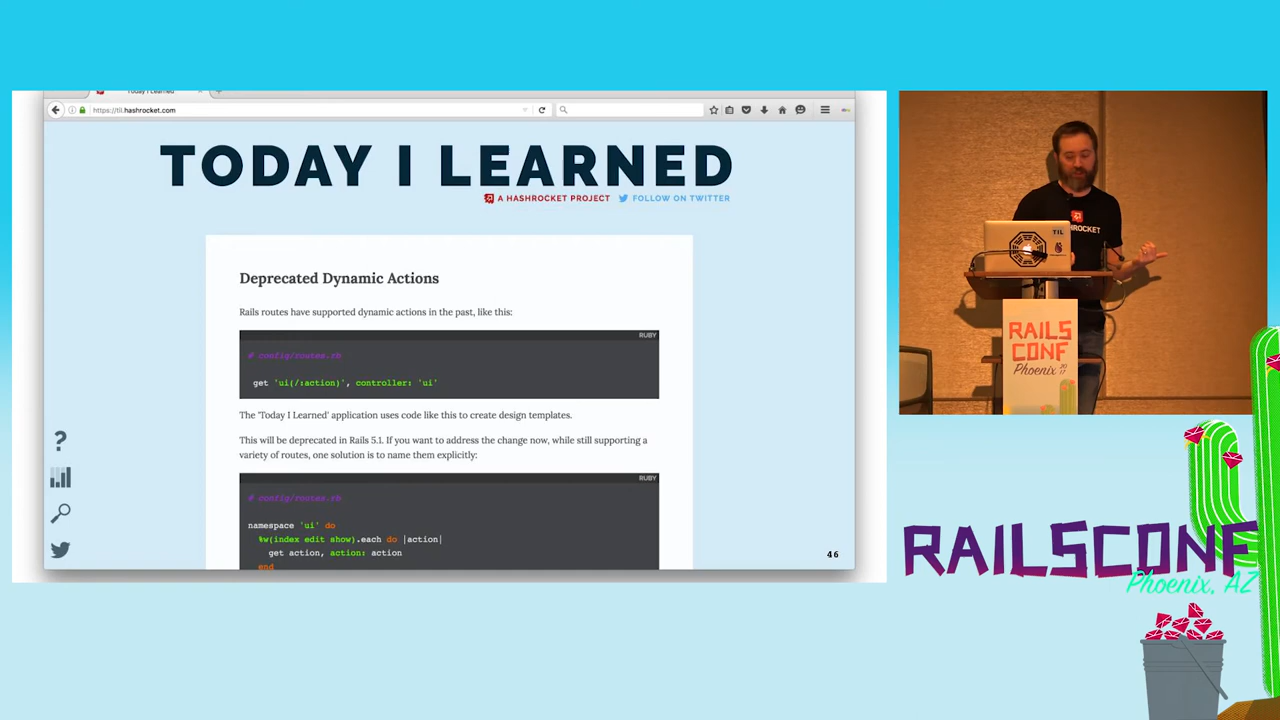 Today I Learned
https://til.hashrocket.com
TODAY I LEARNED
A HASHROCKET PROJECT FOLLOW ON TWITTER
Deprecated Dynamic Actions
Rails routes have supported dynamic actions in the past, like this:
RUBY
# config/routes.rb
get 'ui(/:action)', controller: 'ui'
The 'Today I Learned' application uses code like this to create design templates.
This will be deprecated in Rails 5.1. If you want to address the change now, while still supporting a
variety of routes, one solution is to name them explicitly:
RUBY
# config/routes.rb
namespace 'ui' do
%w(index edit show).each do |action|
get action, action: action
end
46
TIL
RAILS
CONF
Phoenix 2017
RAILSCONF
Phoenix, AZ